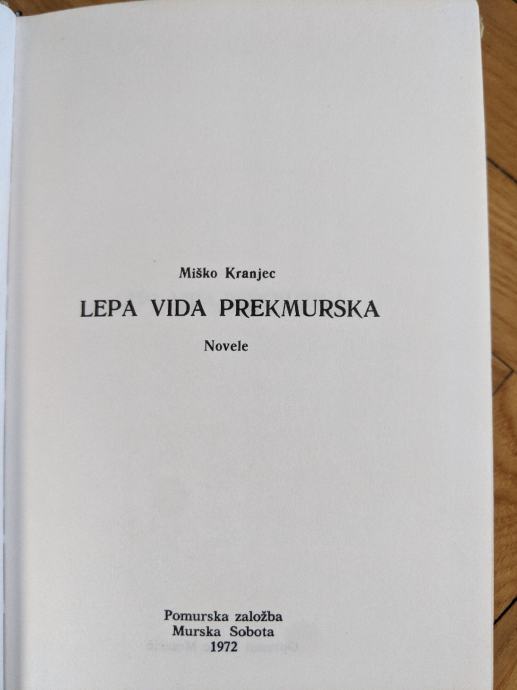 Miško Kranjec
LEPA VIDA PREKMURSKA
Novele
Pomurska založba
Murska Sobota
1972